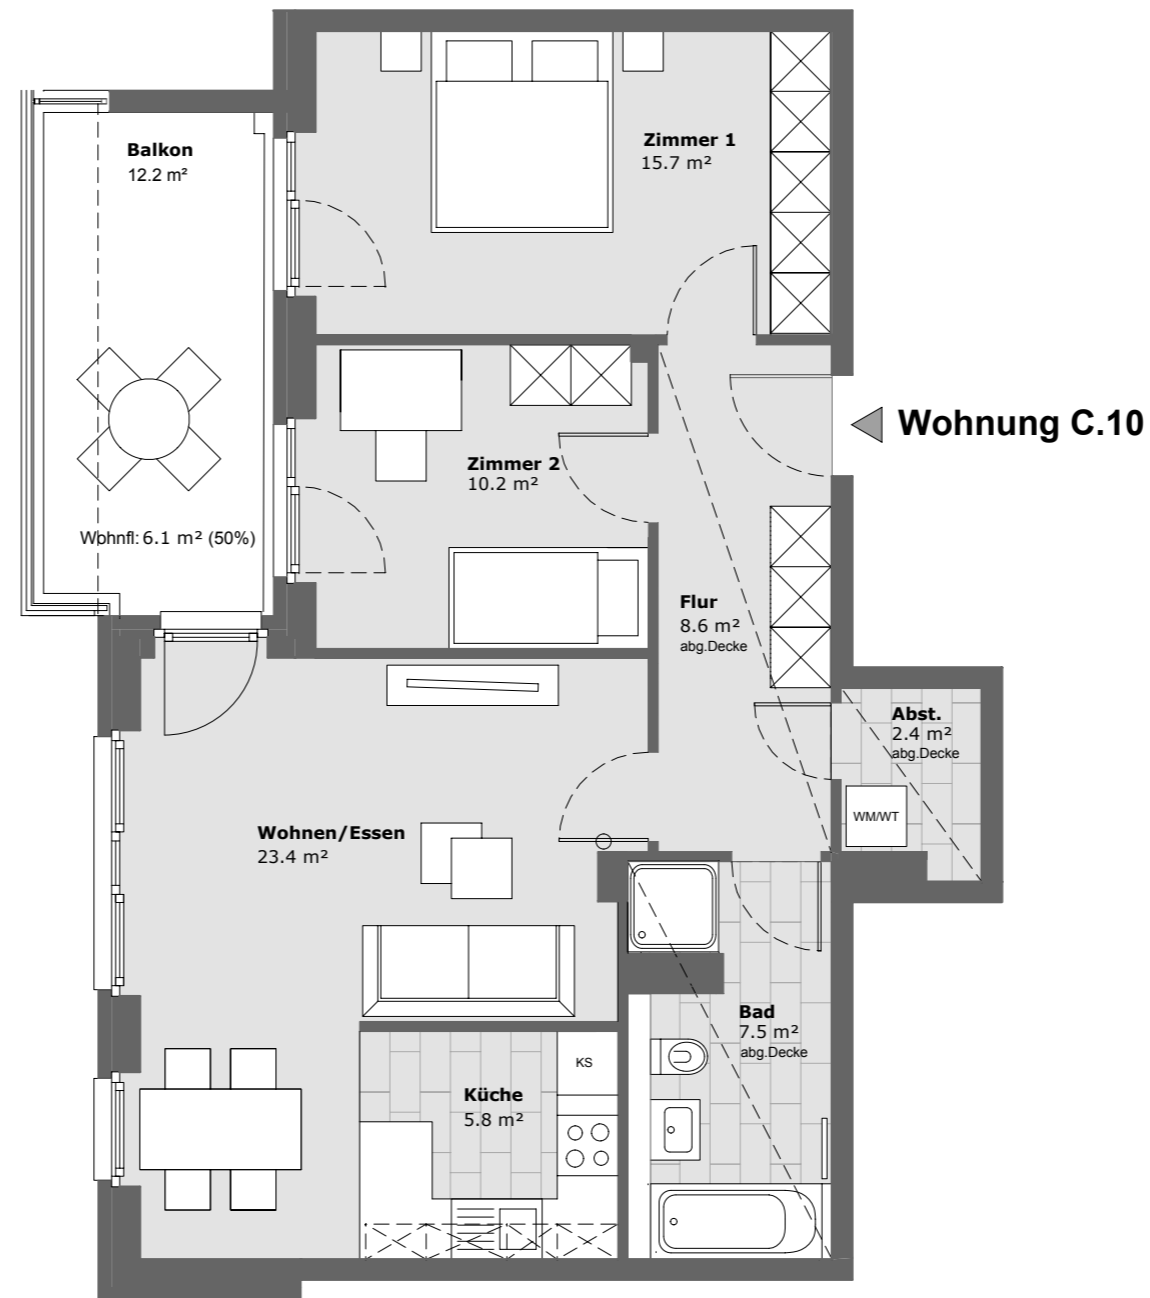 Balkon
12.2 m²
Zimmer 1
15.7 m²
Wohnung C.10
Zimmer 2
10.2 m²
Wohnfl: 6.1 m² (50%)
Flur
8.6 m²
abg.Decke
Abst.
2.4 m²
abg.Decke
WM/WT
Wohnen/Essen
23.4 m²
Bad
7.5 m²
abg.Decke
KS
Küche
5.8 m²